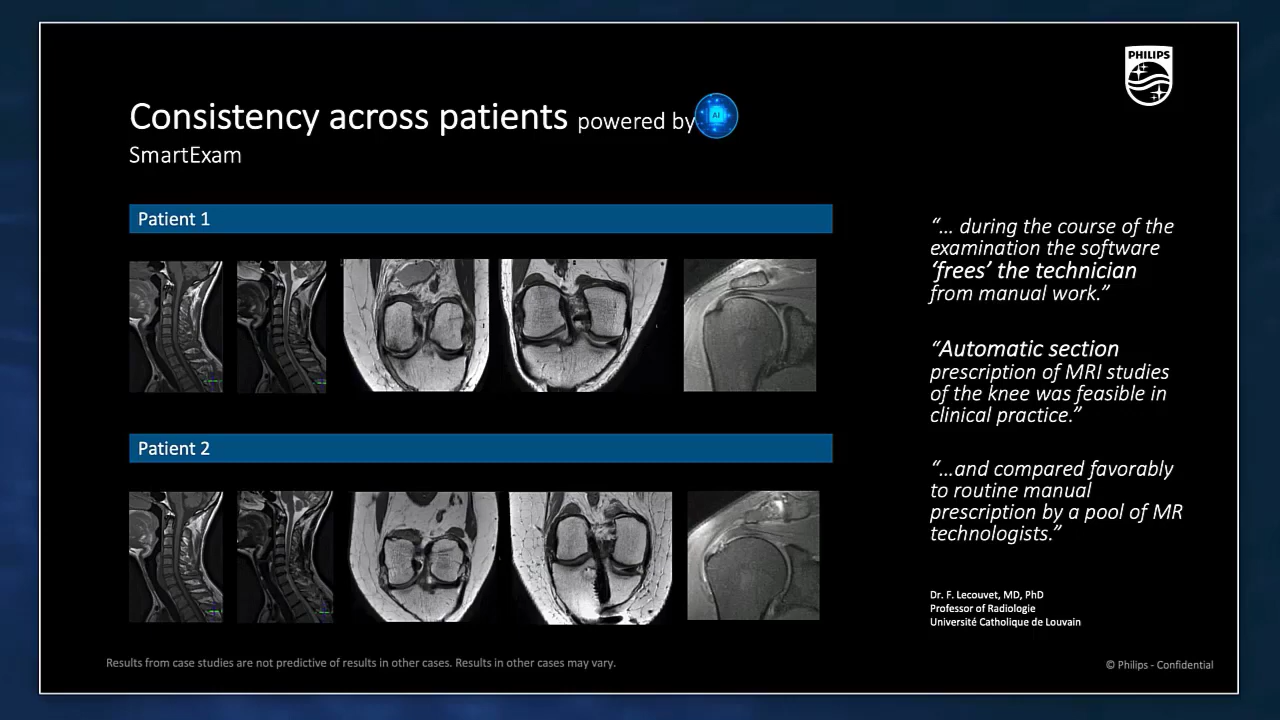 PHILIPS
Consistency across patients powered by
AI
SmartExam
Patient 1
“... during the course of the
examination the software
‘frees’ the technician
from manual work.”
“Automatic section
prescription of MRI studies
of the knee was feasible in
clinical practice.”
Patient 2
“...and compared favorably
to routine manual
prescription by a pool of MR
technologists.”
Dr. F. Lecouvet, MD, PhD
Professor of Radiologie
Université Catholique de Louvain
Results from case studies are not predictive of results in other cases. Results in other cases may vary.
© Philips - Confidential